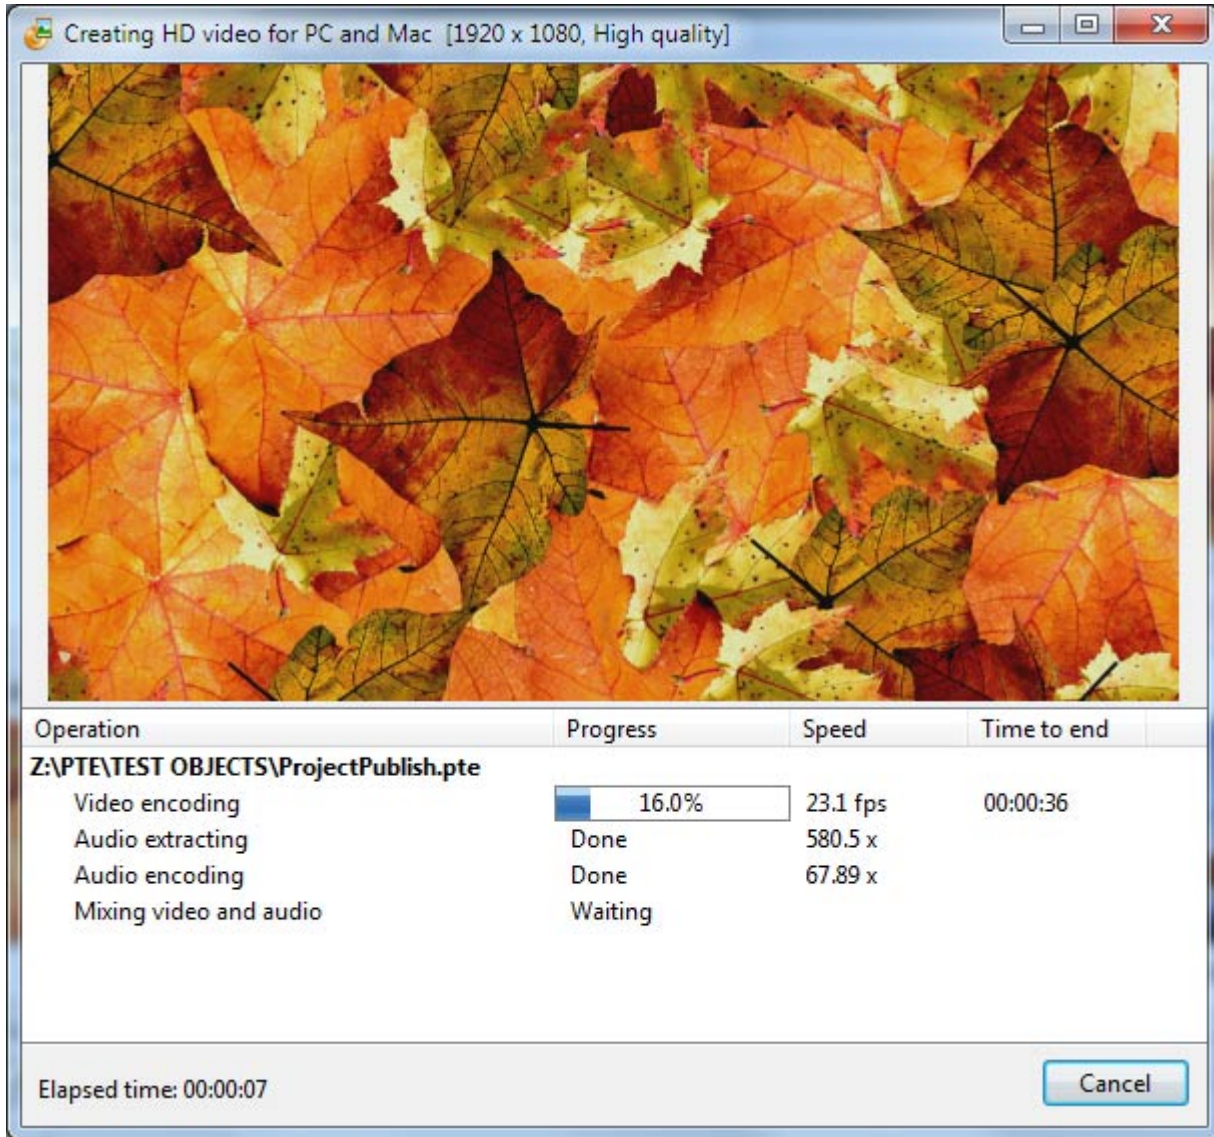 Creating HD video for PC and Mac [1920 x 1080, High quality]
Operation Progress Speed Time to end
Z:\PTE\TEST OBJECTS\ProjectPublish.pte
Video encoding 16.0% 23.1 fps 00:00:36
Audio extracting Done 580.5 x
Audio encoding Done 67.89 x
Mixing video and audio Waiting
Elapsed time: 00:00:07 Cancel